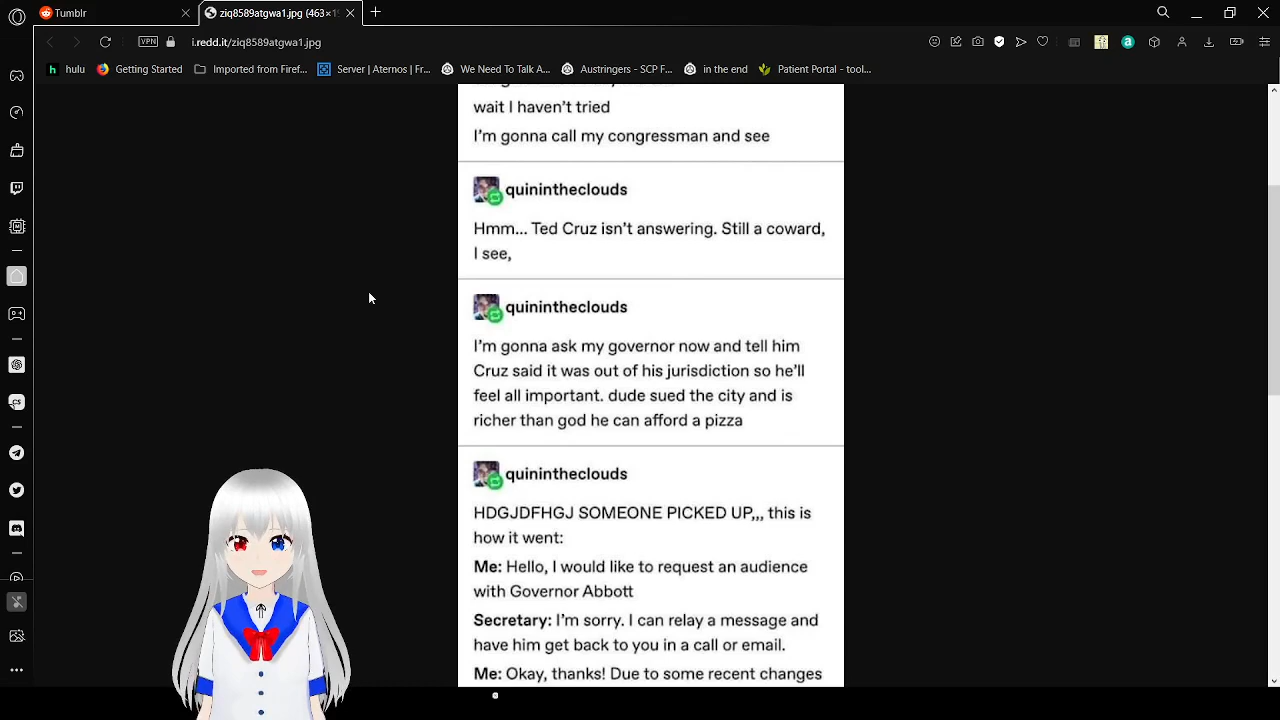 Tumblr
ziq8589atgwa1.jpg (463×1
VPN
i.redd.it/ziq8589atgwa1.jpg
hulu
Getting Started
Imported from Firef...
Server | Aternos | Fr...
We Need To Talk A...
Austringers - SCP F...
in the end
Patient Portal - tool...
wait I haven't tried
I'm gonna call my congressman and see
quinintheclouds
Hmm... Ted Cruz isn't answering. Still a coward,
I see,
quinintheclouds
I'm gonna ask my governor now and tell him
Cruz said it was out of his jurisdiction so he'll
feel all important. dude sued the city and is
richer than god he can afford a pizza
quinintheclouds
HDGJDFHGJ SOMEONE PICKED UP,,, this is
how it went:
Me: Hello, I would like to request an audience
with Governor Abbott
Secretary: I'm sorry. I can relay a message and
have him get back to you in a call or email.
Me: Okay, thanks! Due to some recent changes